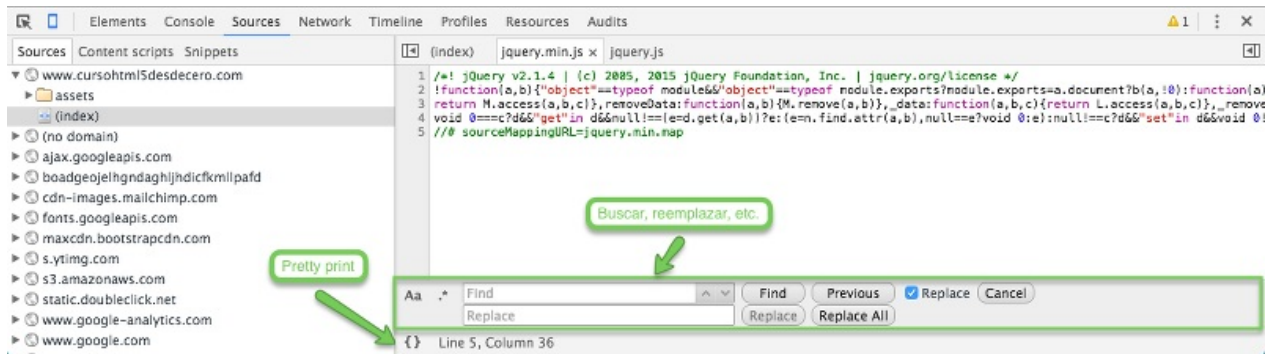 Elements Console Sources Network Timeline Profiles Resources Audits 1
Sources Content scripts Snippets
(index) jquery.min.js × jquery.js
www.cursohtml5desdecero.com
assets
(index)
(no domain)
ajax.googleapis.com
boadgeojelhgndaghljhdicfkmllpafd
cdn-images.mailchimp.com
fonts.googleapis.com
maxcdn.bootstrapcdn.com
s.ytimg.com
s3.amazonaws.com
static.doubleclick.net
www.google-analytics.com
www.google.com
1 /*! jQuery v2.1.4 | (c) 2005, 2015 jQuery Foundation, Inc. | jquery.org/license */
2 !function(a,b){"object"==typeof module&&"object"==typeof module.exports?module.exports=a.document?b(a,!0):function(a)
3 return M.access(a,b,c)},removeData:function(a,b){M.remove(a,b)},_data:function(a,b,c){return L.access(a,b,c)},_remove
4 void 0===c?d&&"get"in d&&null!==(e=d.get(a,b))?e:(e=n.find.attr(a,b),null==e?void 0:e):null!==c?d&&"set"in d&&void 0!
5 //# sourceMappingURL=jquery.min.map
Buscar, reemplazar, etc.
Pretty print
Aa .* Find Find Previous Replace Cancel
Replace Replace Replace All
{} Line 5, Column 36